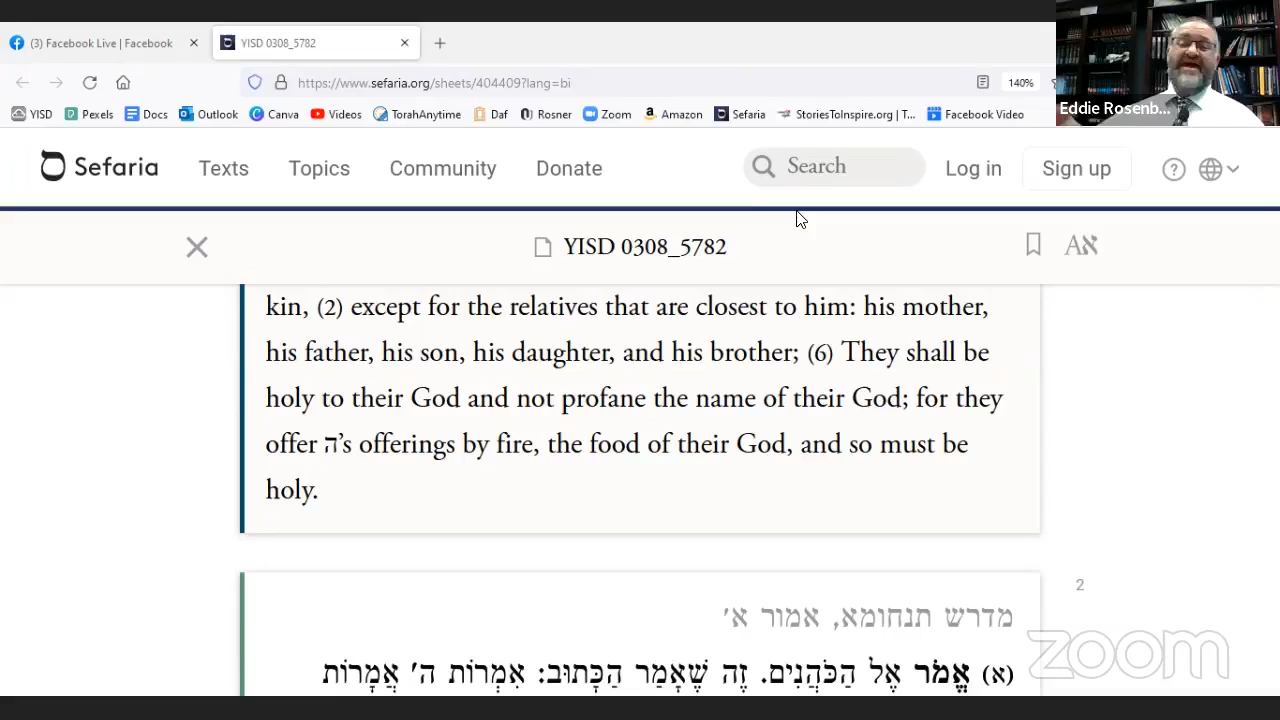 (3) Facebook Live | Facebook
YISD 0308_5782
https://www.sefaria.org/sheets/404409?lang=bi
140%
YISD Pexels Docs Outlook Canva Videos TorahAnytime Daf Rosner Zoom Amazon Sefaria StoriesToInspire.org | T... Facebook Video
Eddie Rosenb...
Sefaria Texts Topics Community Donate Search Log in Sign up
YISD 0308_5782
Aא
kin, (2) except for the relatives that are closest to him: his mother,
his father, his son, his daughter, and his brother; (6) They shall be
holy to their God and not profane the name of their God; for they
offer ה's offerings by fire, the food of their God, and so must be
holy.
2
מדרש תנחומא, אמור א׳
(א) אֱמֹר אֶל הַכֹּהֲנִים. זֶה שֶׁאָמַר הַכָּתוּב: אִמְרוֹת ה׳ אֲמָרוֹת
zoom